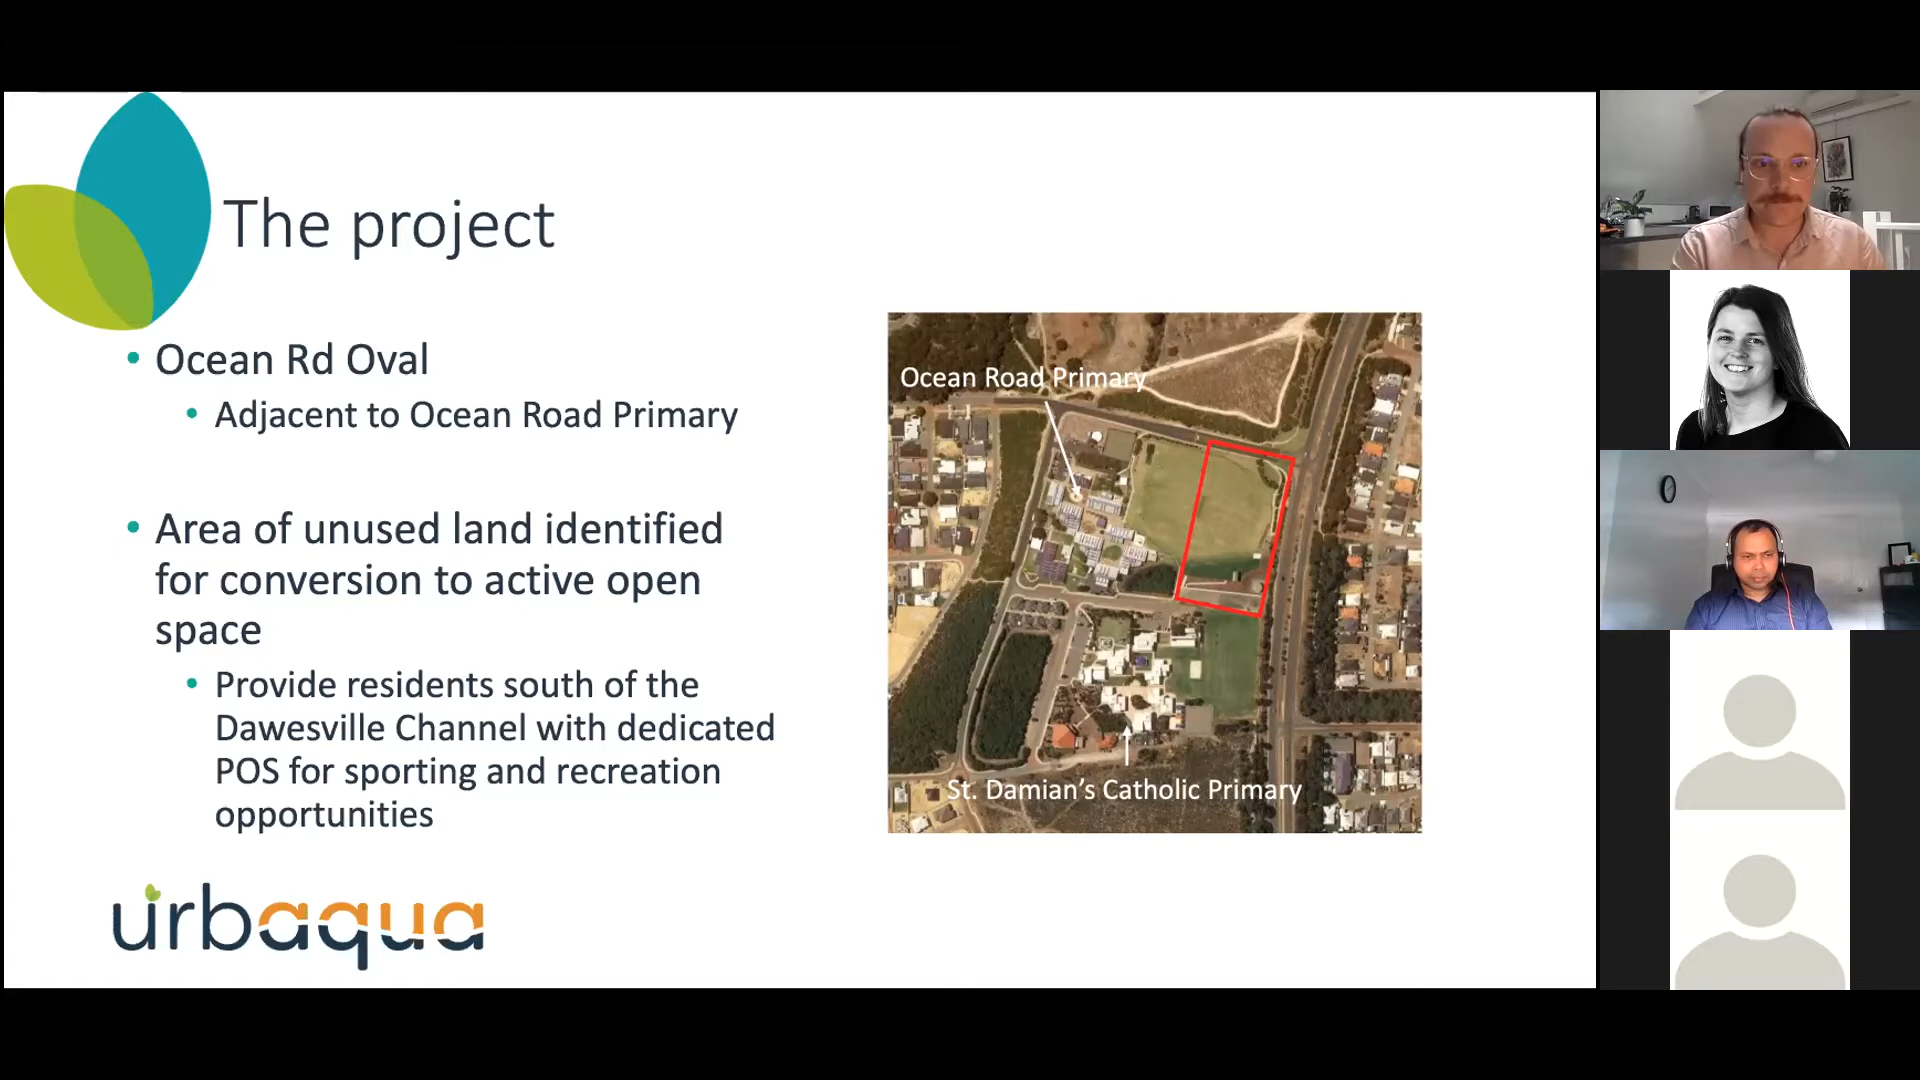 The project
• Ocean Rd Oval
• Adjacent to Ocean Road Primary
• Area of unused land identified
for conversion to active open
space
• Provide residents south of the
Dawesville Channel with dedicated
POS for sporting and recreation
opportunities
Ocean Road Primary
St. Damian's Catholic Primary
urbaqua